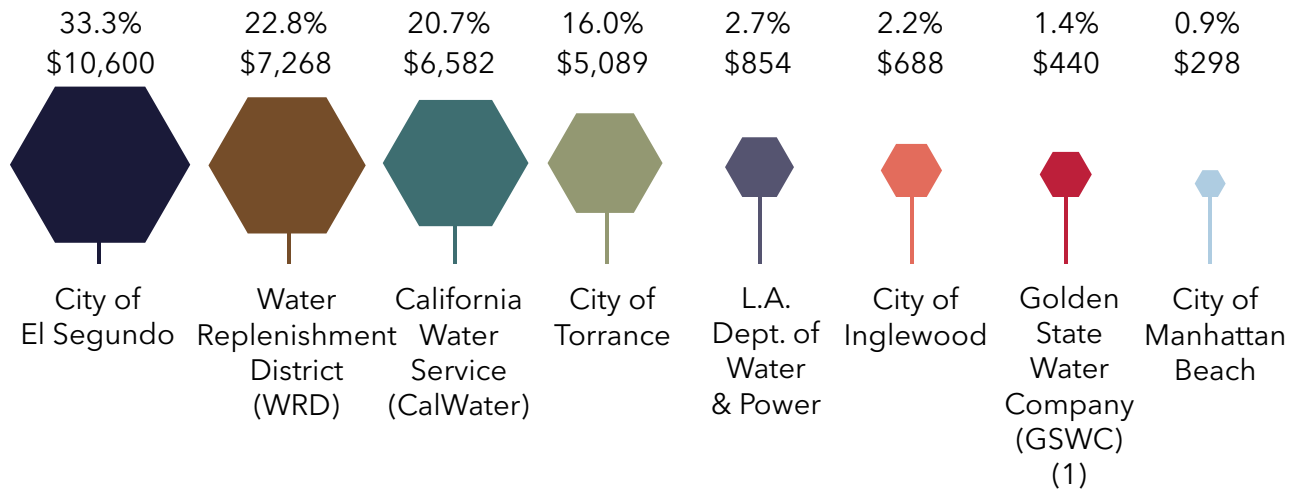 33.3% 22.8% 20.7% 16.0% 2.7% 2.2% 1.4% 0.9%
$10,600 $7,268 $6,582 $5,089 $854 $688 $440 $298
City of
El Segundo
Water
Replenishment
District
(WRD)
California
Water
Service
(CalWater)
City of
Torrance
L.A.
Dept. of
Water
& Power
City of
Inglewood
Golden
State
Water
Company
(GSWC)
(1)
City of
Manhattan
Beach